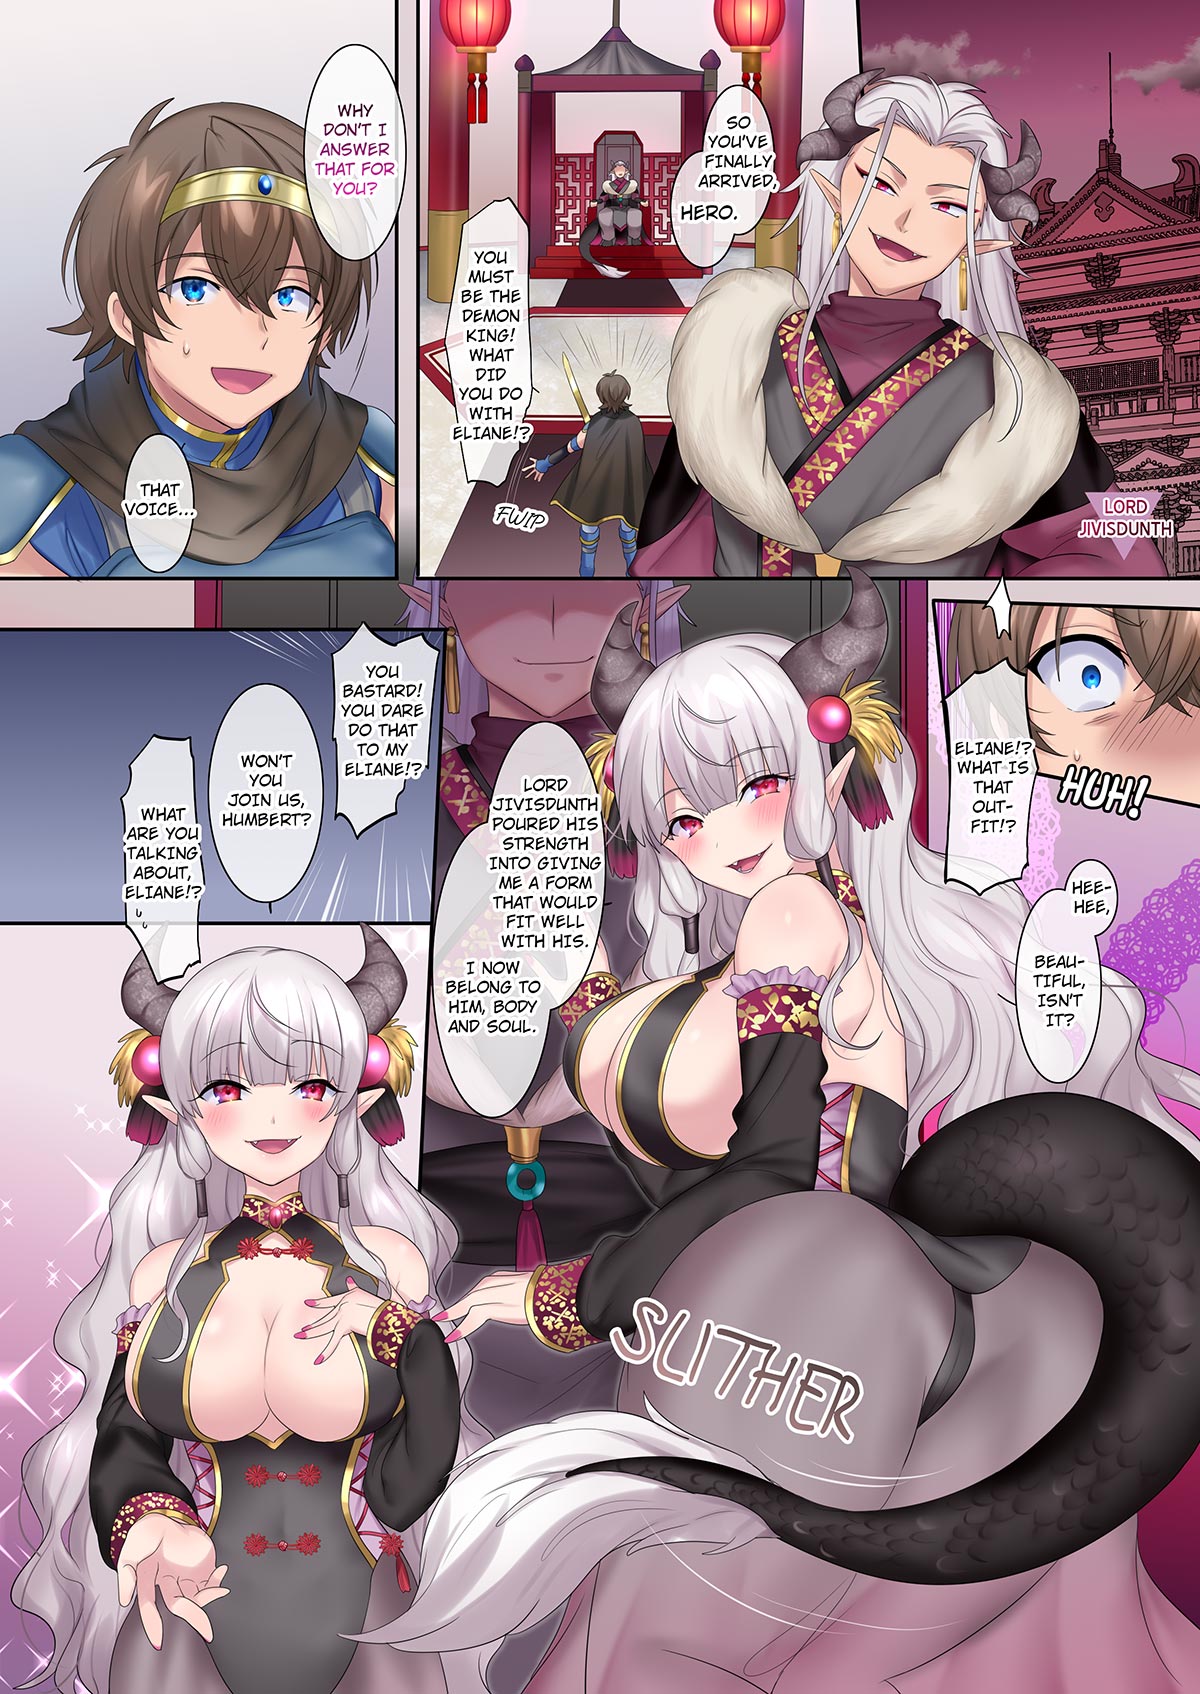 SO
YOU'VE
FINALLY
ARRIVED,
HERO.
LORD
JIVISDUNTH
YOU
MUST
BE THE
DEMON
KING!
WHAT
DID
YOU DO
WITH
ELIANE!?
FWIP
WHY
DON'T I
ANSWER
THAT FOR
YOU?
THAT
VOICE...
ELIANE!?
WHAT IS
THAT
OUT-
FIT!?
HUH!
HEE-
HEE,
BEAU-
TIFUL,
ISN'T
IT?
LORD
JIVISDUNTH
POURED HIS
STRENGTH
INTO GIVING
ME A FORM
THAT WOULD
FIT WELL
WITH HIS.
I NOW
BELONG TO
HIM, BODY
AND SOUL.
SLITHER
YOU
BASTARD!
YOU DARE
DO THAT
TO MY
ELIANE!?
WON'T
YOU
JOIN US,
HUMBERT?
WHAT
ARE YOU
TALKING
ABOUT,
ELIANE!?